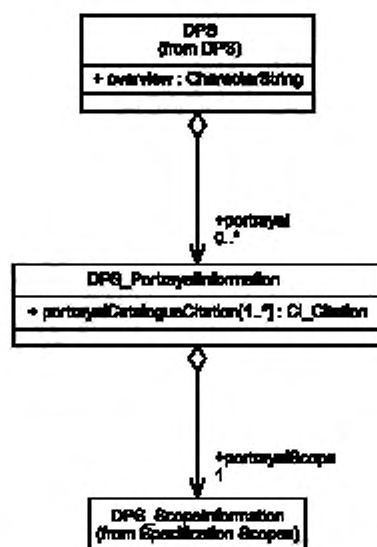 DPS
(from DPS)
+ overview : CharacterString
+portrayal
0..*
DPS_PortrayalInformation
+ portrayalCatalogueCitation[1..*] : CI_Citation
+portrayalScope
1
DPS_ScopeInformation
(from Specification Scopes)